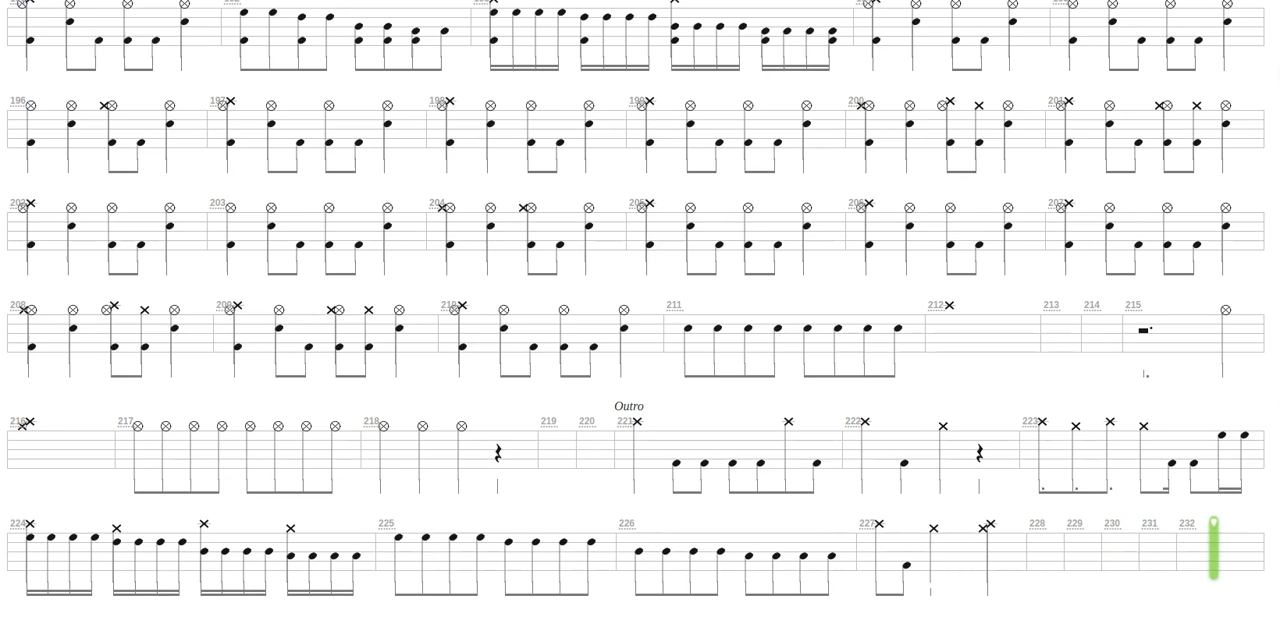 196 197 198 199 200 201
202 203 204 205 206 207
208 209 210 211 212 213 214 215
Outro
216 217 218 219 220 221 222 223
224 225 226 227 228 229 230 231 232